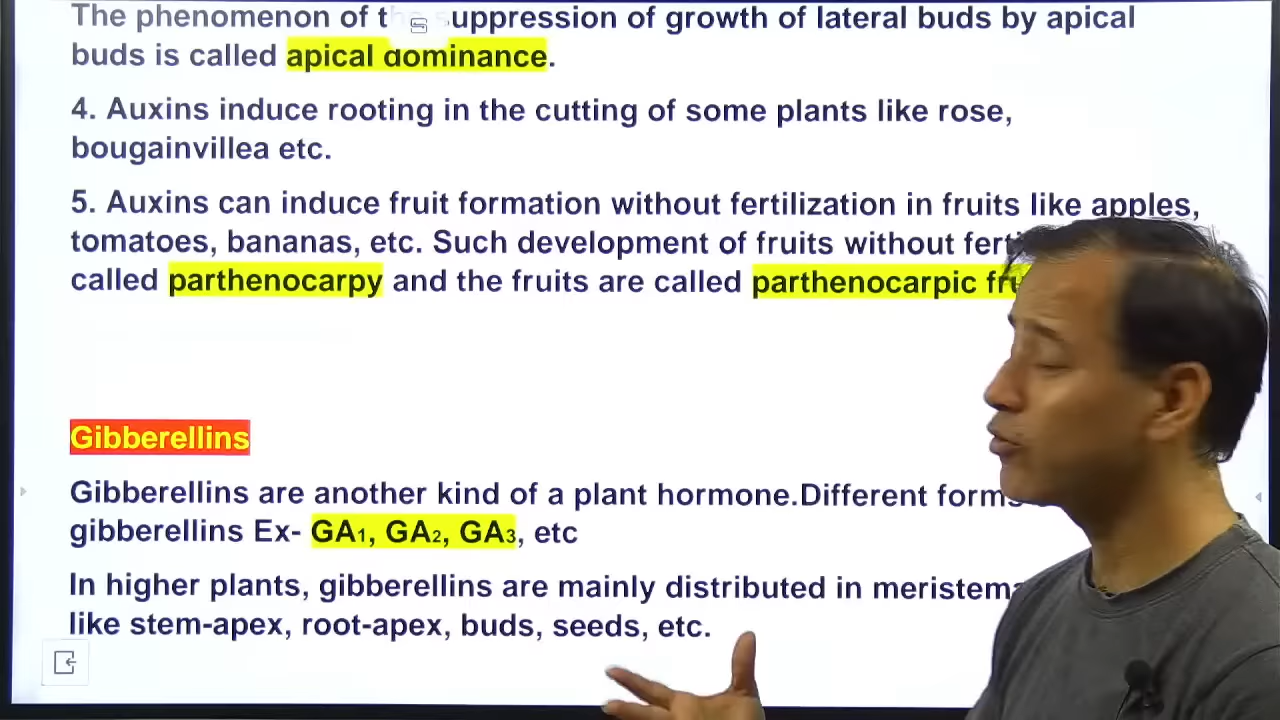 The phenomenon of the suppression of growth of lateral buds by apical
buds is called apical dominance.
4. Auxins induce rooting in the cutting of some plants like rose,
bougainvillea etc.
5. Auxins can induce fruit formation without fertilization in fruits like apples,
tomatoes, bananas, etc. Such development of fruits without
called parthenocarpy and the fruits are called parthenocarpic
Gibberellins
Gibberellins are another kind of a plant hormone.Different
gibberellins Ex- GA₁, GA₂, GA₃, etc
In higher plants, gibberellins are mainly distributed in
like stem-apex, root-apex, buds, seeds, etc.